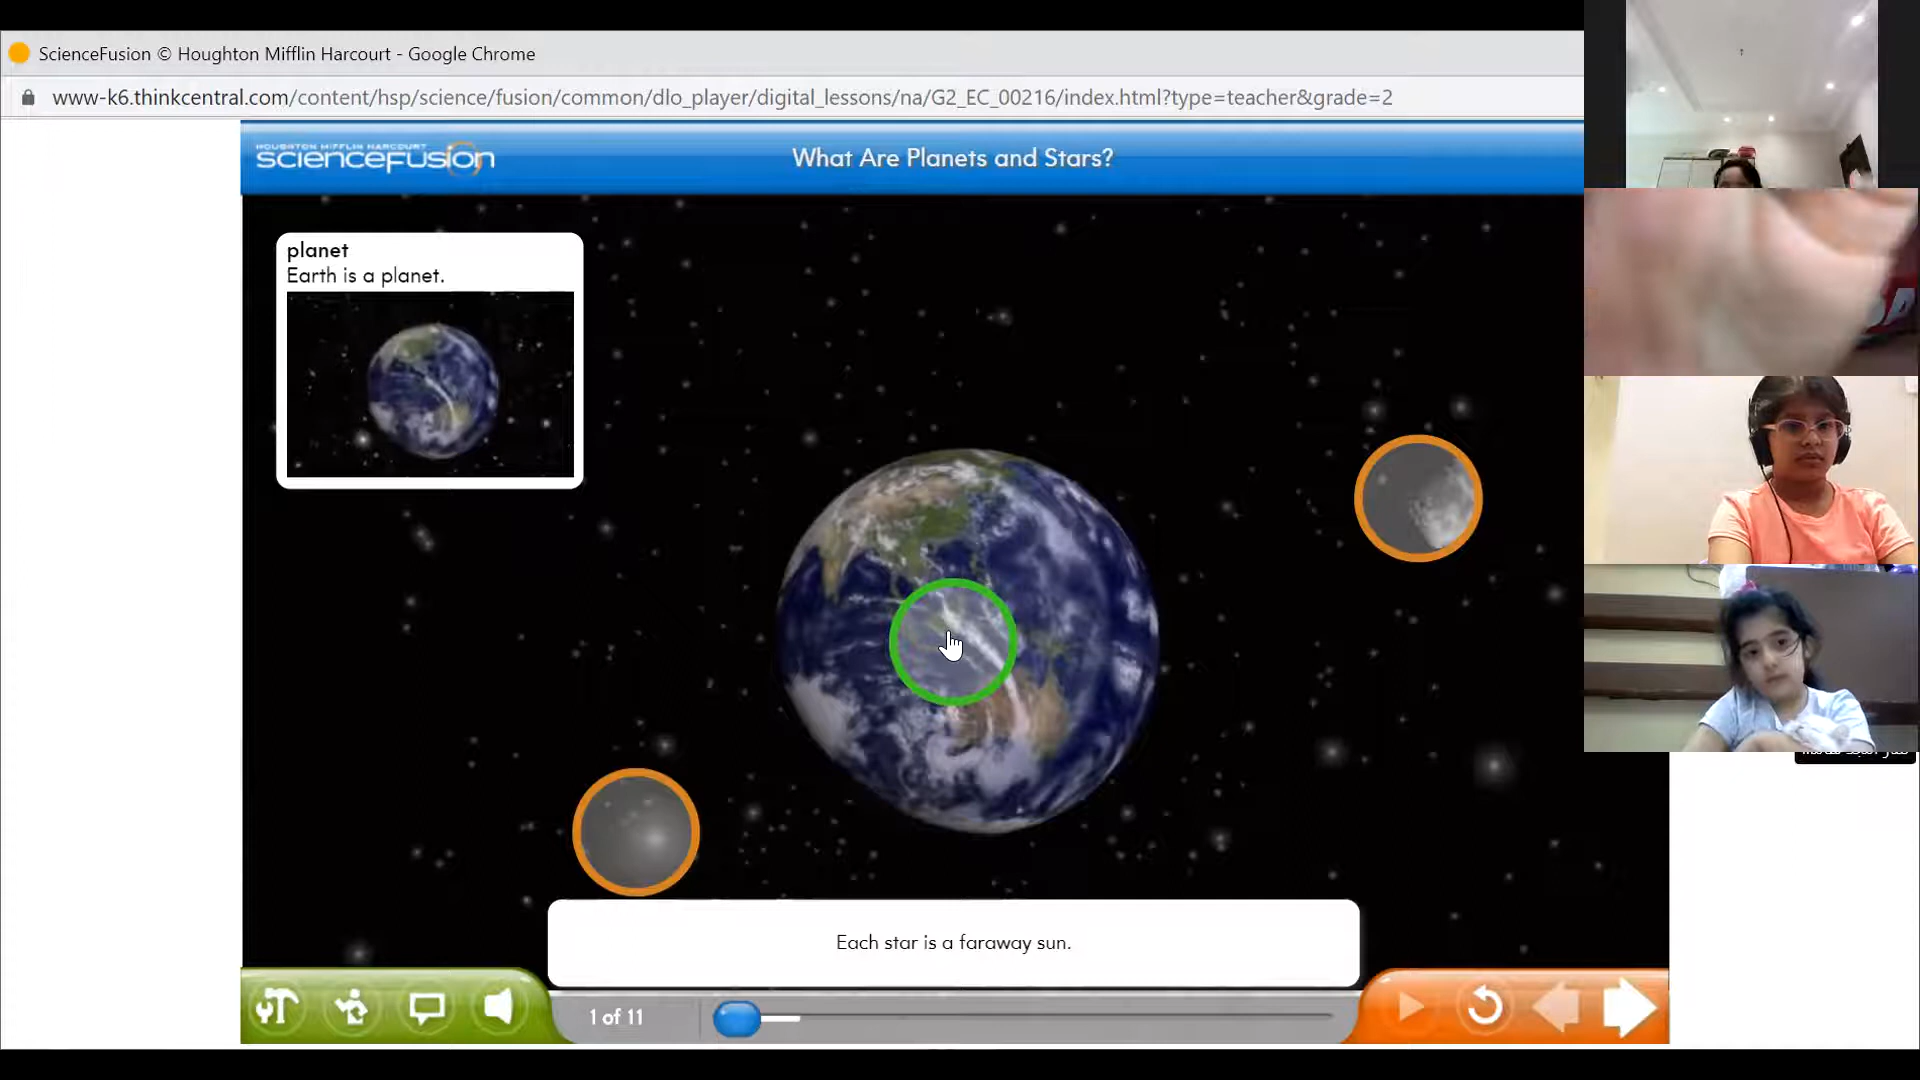 ScienceFusion © Houghton Mifflin Harcourt - Google Chrome
www-k6.thinkcentral.com/content/hsp/science/fusion/common/dlo_player/digital_lessons/na/G2_EC_00216/index.html?type=teacher&grade=2
HOUGHTON MIFFLIN HARCOURT
SCIENCEFUSION
What Are Planets and Stars?
planet
Earth is a planet.
Each star is a faraway sun.
1 of 11